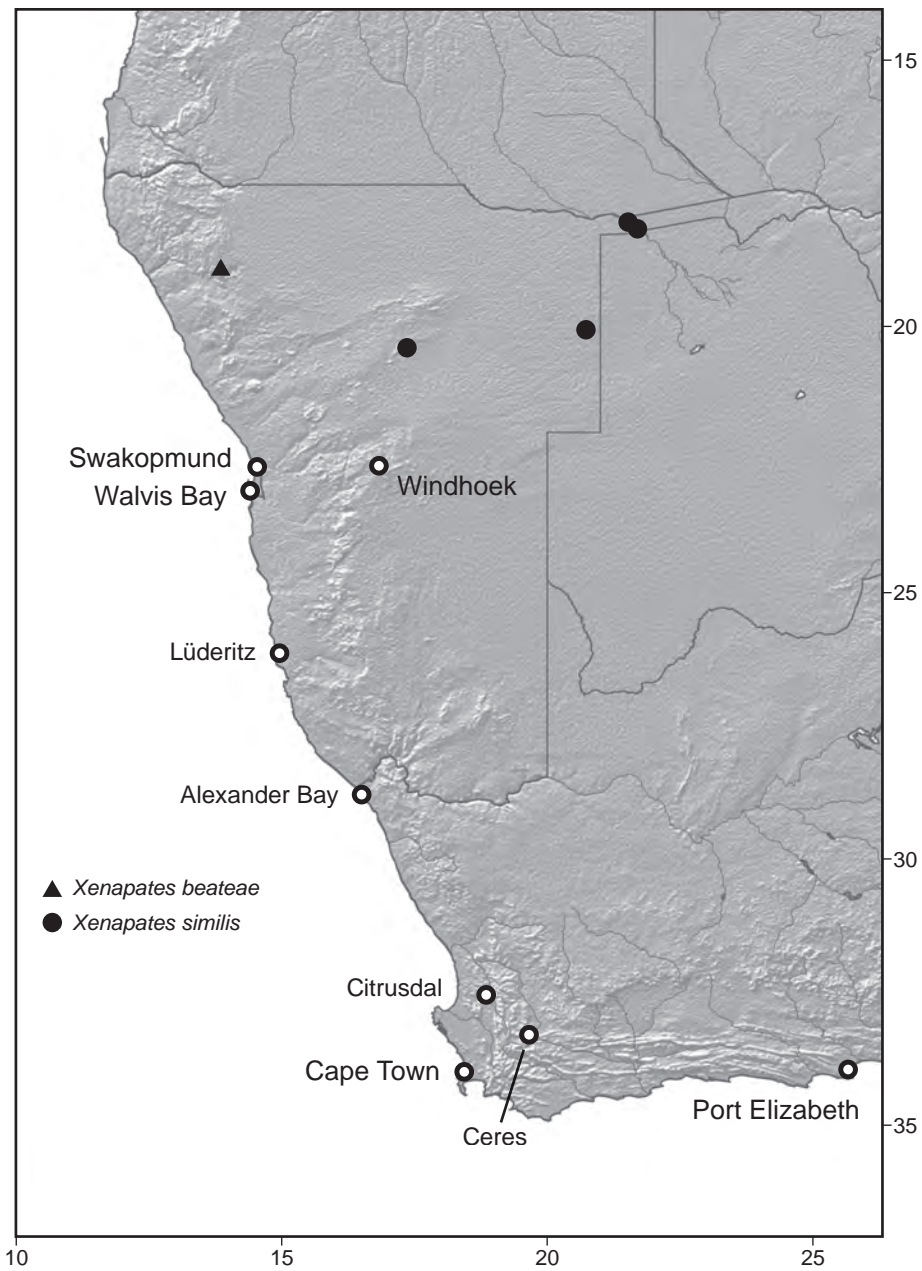 15
20
Swakopmund
Windhoek
Walvis Bay
25
Lüderitz
Alexander Bay
30
Xenapates beateae
Xenapates similis
Citrusdal
Cape Town
Port Elizabeth
Ceres
35
10 15 20 25